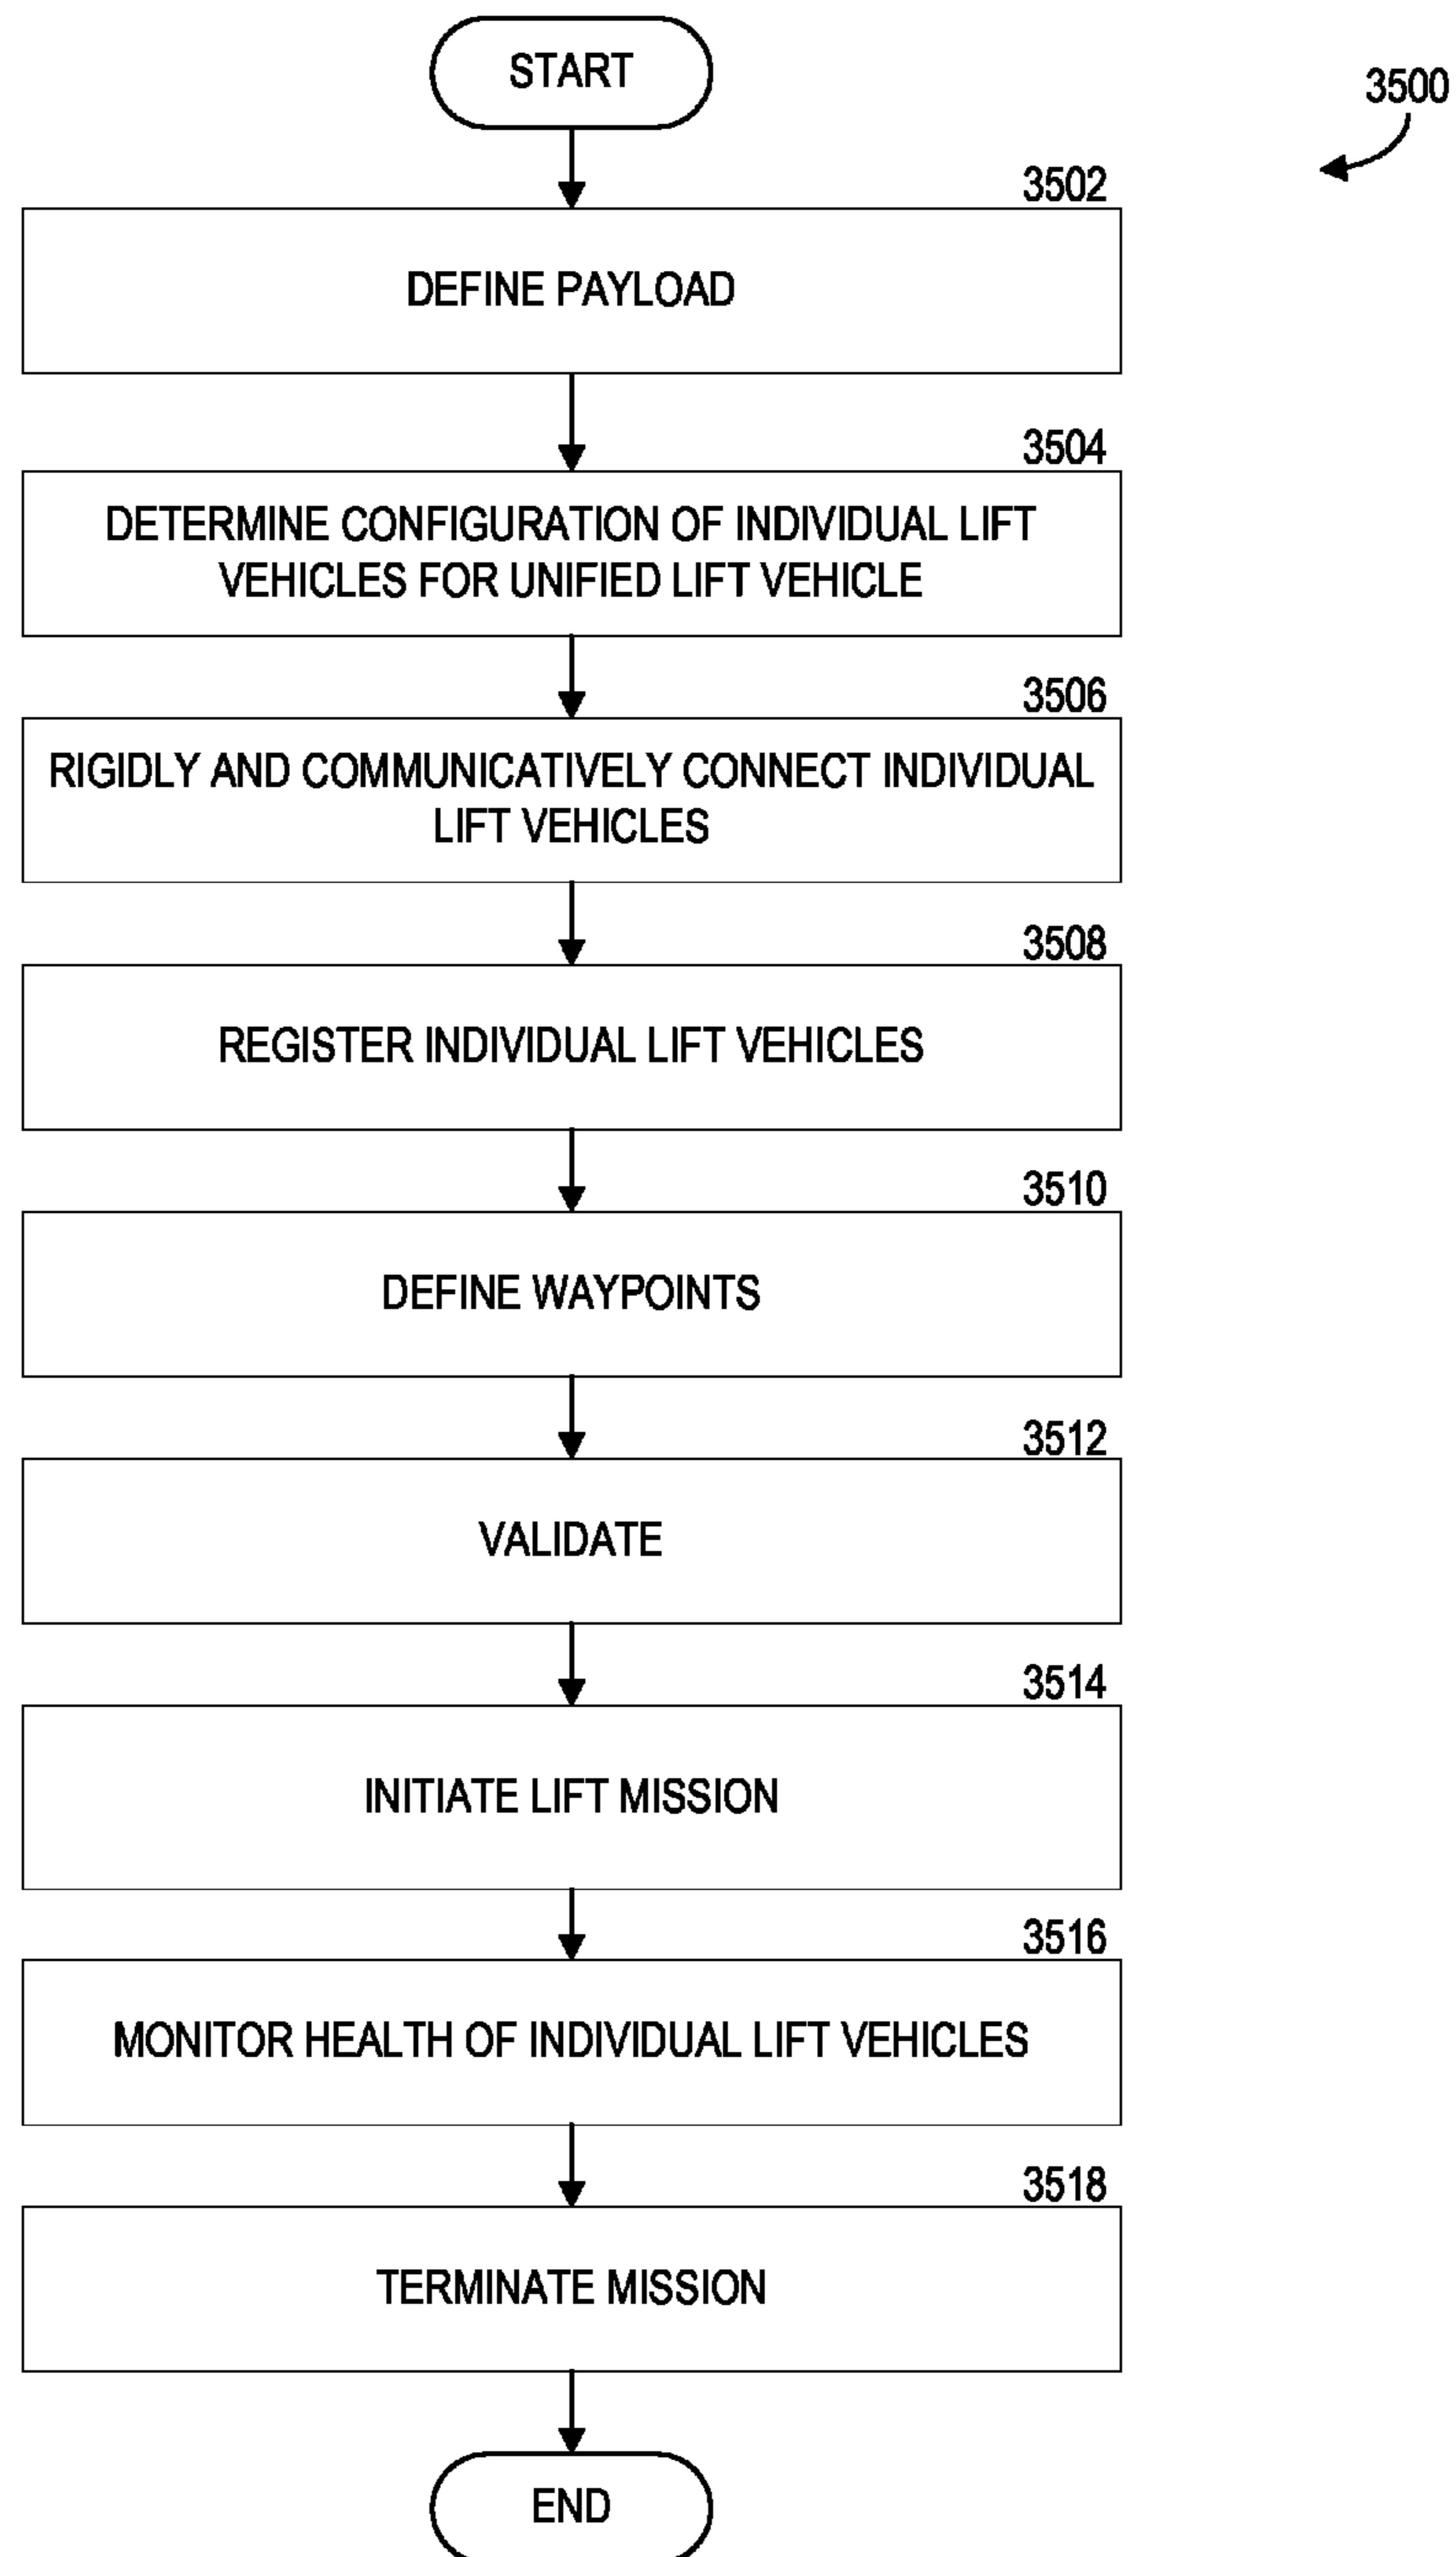 START
3500
3502
DEFINE PAYLOAD
3504
DETERMINE CONFIGURATION OF INDIVIDUAL LIFT
VEHICLES FOR UNIFIED LIFT VEHICLE
3506
RIGIDLY AND COMMUNICATIVELY CONNECT INDIVIDUAL
LIFT VEHICLES
3508
REGISTER INDIVIDUAL LIFT VEHICLES
3510
DEFINE WAYPOINTS
3512
VALIDATE
3514
INITIATE LIFT MISSION
3516
MONITOR HEALTH OF INDIVIDUAL LIFT VEHICLES
3518
TERMINATE MISSION
END